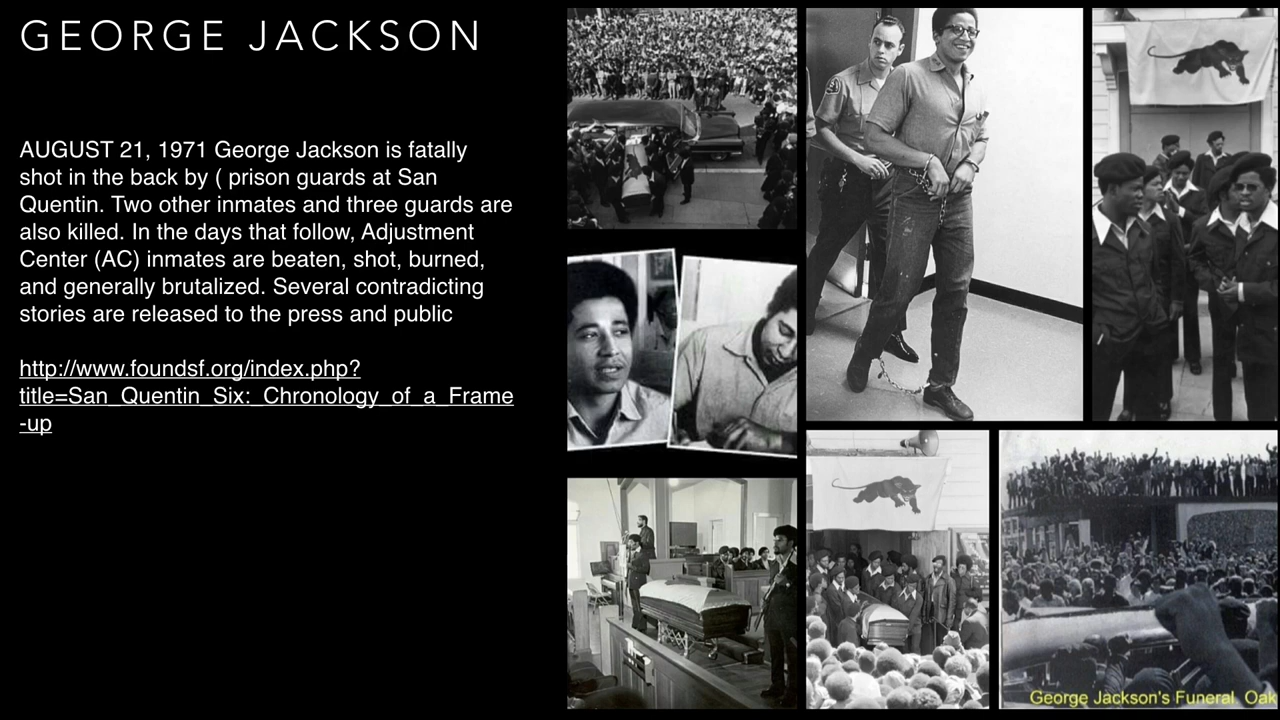 GEORGE JACKSON
AUGUST 21, 1971 George Jackson is fatally
shot in the back by ( prison guards at San
Quentin. Two other inmates and three guards are
also killed. In the days that follow, Adjustment
Center (AC) inmates are beaten, shot, burned,
and generally brutalized. Several contradicting
stories are released to the press and public
http://www.foundsf.org/index.php?
title=San_Quentin_Six:_Chronology_of_a_Frame
-up
George Jackson's Funeral Oak